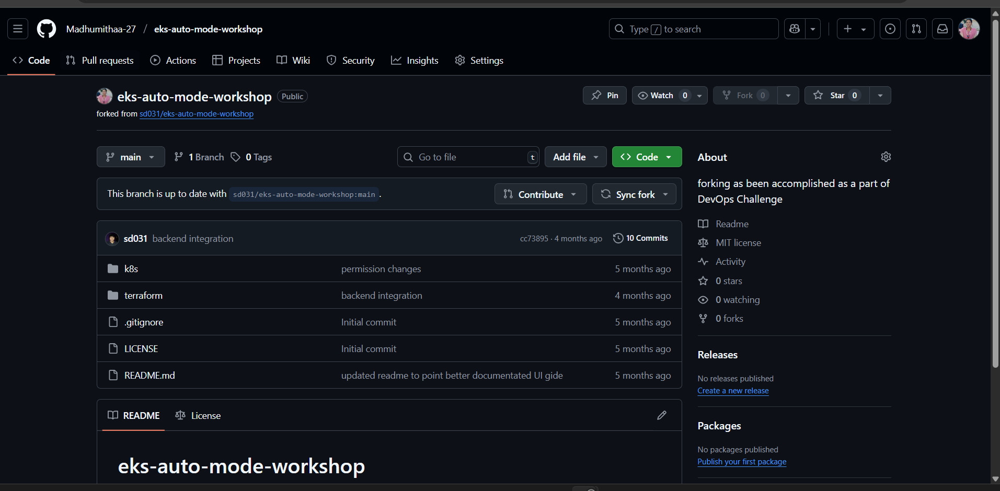 Madhumithaa-27 / eks-auto-mode-workshop
Type / to search
Code Pull requests Actions Projects Wiki Security Insights Settings
eks-auto-mode-workshop Public
Pin Watch 0 Fork 0 Star 0
forked from sd031/eks-auto-mode-workshop
main 1 Branch 0 Tags
Go to file t
Add file
Code
This branch is up to date with sd031/eks-auto-mode-workshop:main .
Contribute Sync fork
sd031 backend integration cc73895 · 4 months ago 10 Commits
k8s permission changes 5 months ago
terraform backend integration 4 months ago
.gitignore Initial commit 5 months ago
LICENSE Initial commit 5 months ago
README.md updated readme to point better documentated UI gide 5 months ago
README License
eks-auto-mode-workshop
About
forking as been accomplished as a part of
DevOps Challenge
Readme
MIT license
Activity
0 stars
0 watching
0 forks
Releases
No releases published
Create a new release
Packages
No packages published
Publish your first package